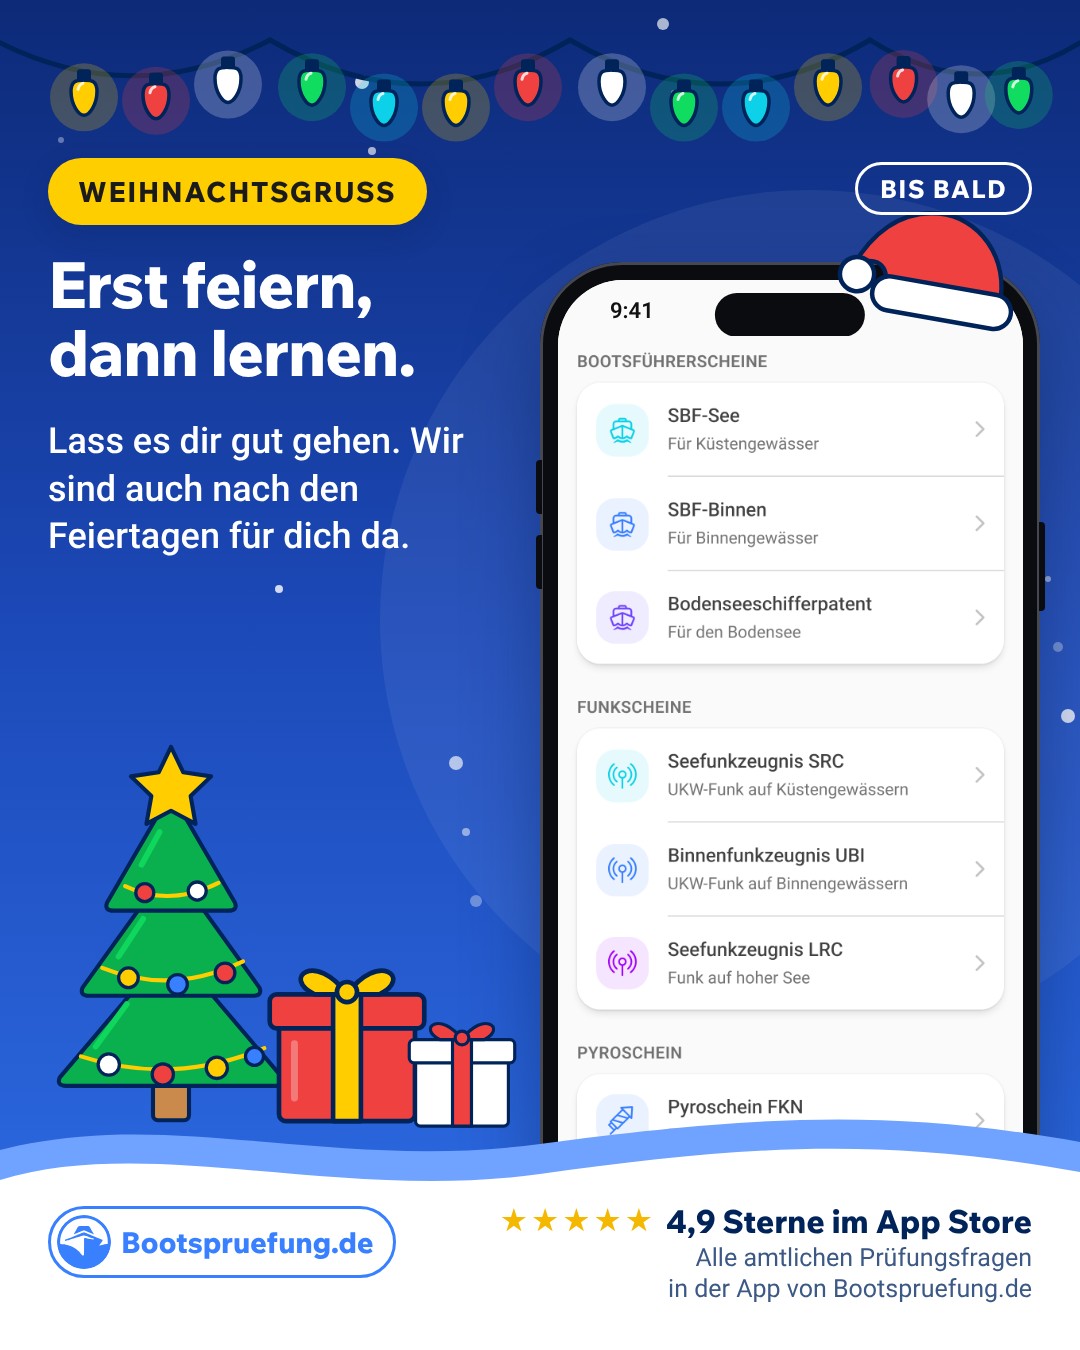 WEIHNACHTSGRUSS
BIS BALD
Erst feiern,
dann lernen.
Lass es dir gut gehen. Wir
sind auch nach den
Feiertagen für dich da.
9:41
BOOTSFÜHRERSCHEINE
SBF-See
Für Küstengewässer
SBF-Binnen
Für Binnengewässer
Bodenseeschifferpatent
Für den Bodensee
FUNKSCHEINE
Seefunkzeugnis SRC
UKW-Funk auf Küstengewässern
Binnenfunkzeugnis UBI
UKW-Funk auf Binnengewässern
Seefunkzeugnis LRC
Funk auf hoher See
PYROSCHEIN
Pyroschein FKN
Bootspruefung.de
★★★★★ 4,9 Sterne im App Store
Alle amtlichen Prüfungsfragen
in der App von Bootspruefung.de